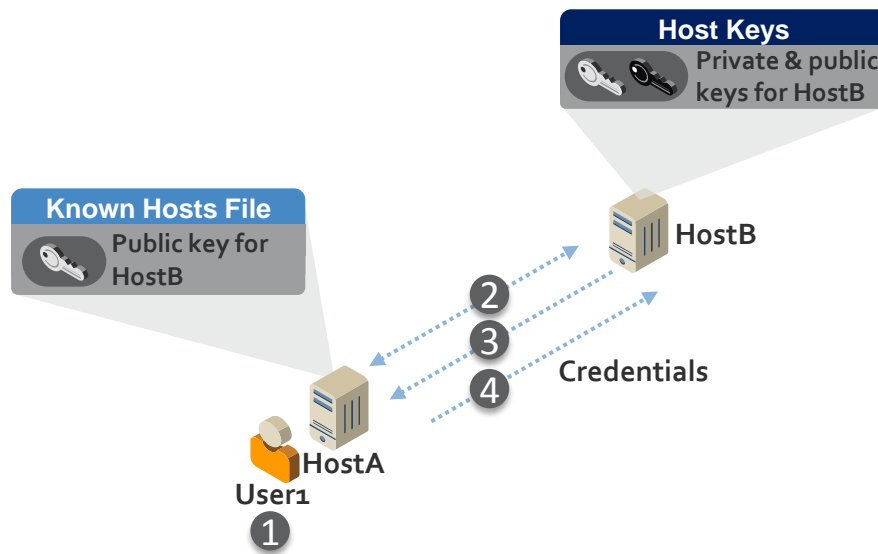 Host Keys
Private & public
keys for HostB
Known Hosts File
Public key for
HostB
HostB
2
3
4
Credentials
HostA
User1
1